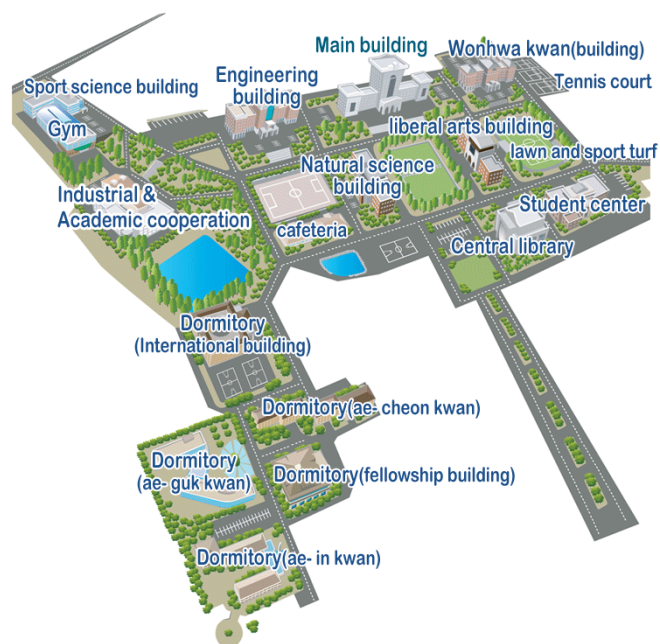 Main building
Wonhwa kwan(building)
Sport science building
Engineering
building
Tennis court
Gym
liberal arts building
lawn and sport turf
Natural science
building
Industrial &
Academic cooperation
Student center
cafeteria
Central library
Dormitory
(International building)
Dormitory(ae- cheon kwan)
Dormitory
(ae- guk kwan)
Dormitory(fellowship building)
Dormitory(ae- in kwan)